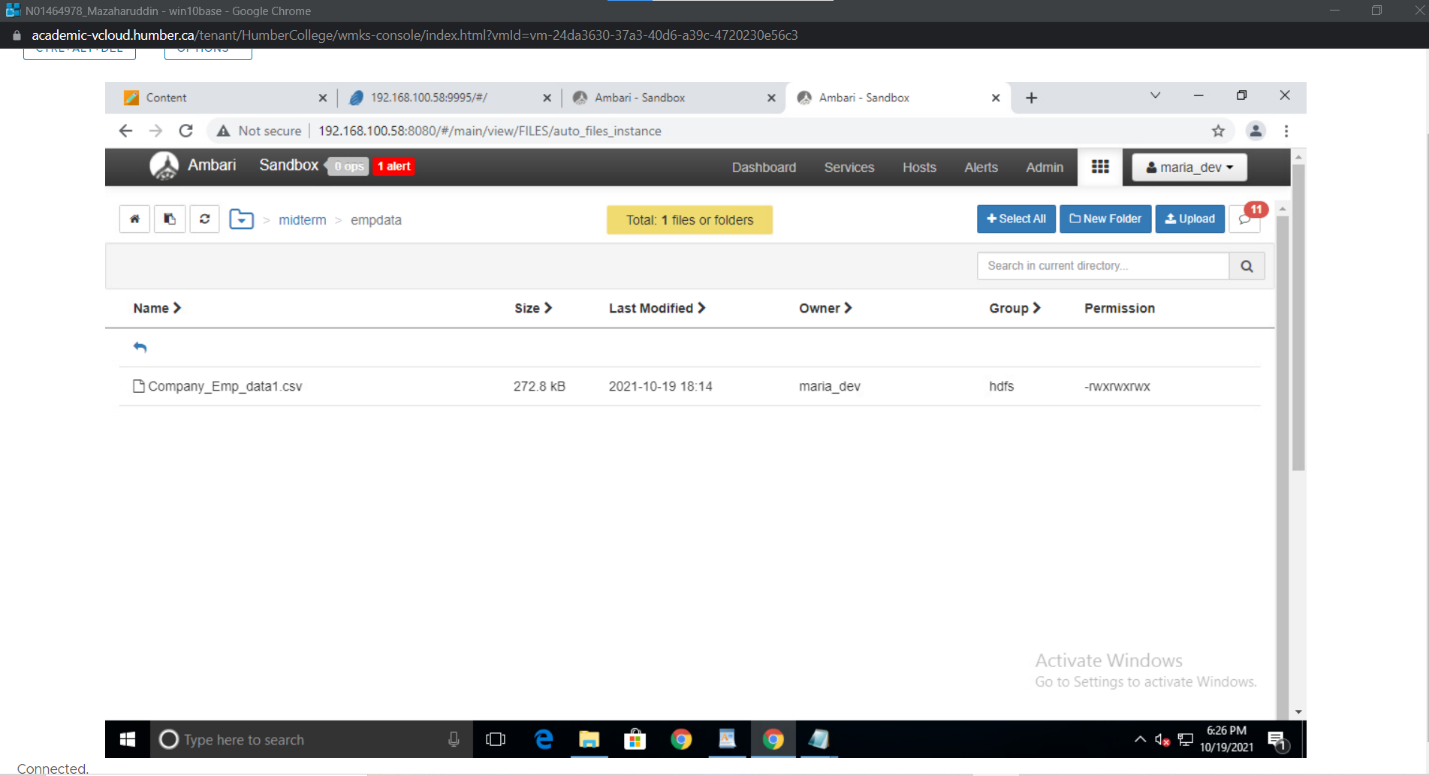 N01464978_Mazaharuddin - win10base - Google Chrome
academic-vcloud.humber.ca/tenant/HumberCollege/wmks-console/index.html?vmId=vm-24da3630-37a3-40d6-a39c-4720230e56c3
CTRL+ALT+DEL OPTIONS
Content 192.168.100.58:9995/#/ Ambari - Sandbox Ambari - Sandbox
Not secure 192.168.100.58:8080/#/main/view/FILES/auto_files_instance
Ambari Sandbox 0 ops 1 alert Dashboard Services Hosts Alerts Admin maria_dev
> midterm > empdata Total: 1 files or folders Select All New Folder Upload 11
Search in current directory...
Name Size Last Modified Owner Group Permission
Company_Emp_data1.csv 272.8 kB 2021-10-19 18:14 maria_dev hdfs -rwxrwxrwx
Activate Windows
Go to Settings to activate Windows.
Type here to search 6:26 PM
10/19/2021 1
Connected.